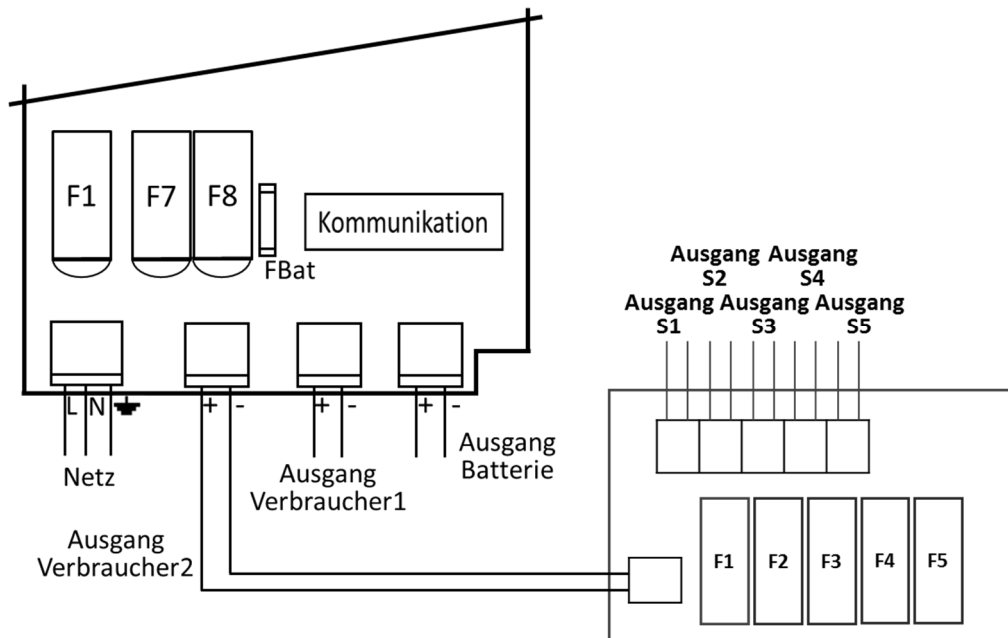 F1
F7
F8
Kommunikation
FBat
L N
+ -
+ -
+ -
Netz
Ausgang
Verbraucher1
Ausgang
Batterie
Ausgang
Verbraucher2
Ausgang
S2
Ausgang
S4
Ausgang
S1
Ausgang
S3
Ausgang
S5
F1
F2
F3
F4
F5